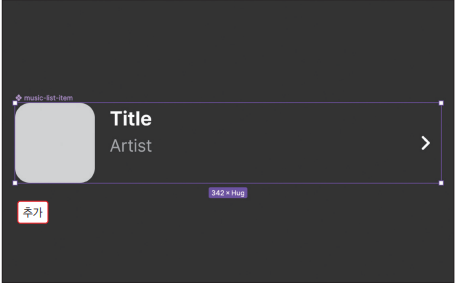 music-list-item
Title
Artist
342 × Hug
추가